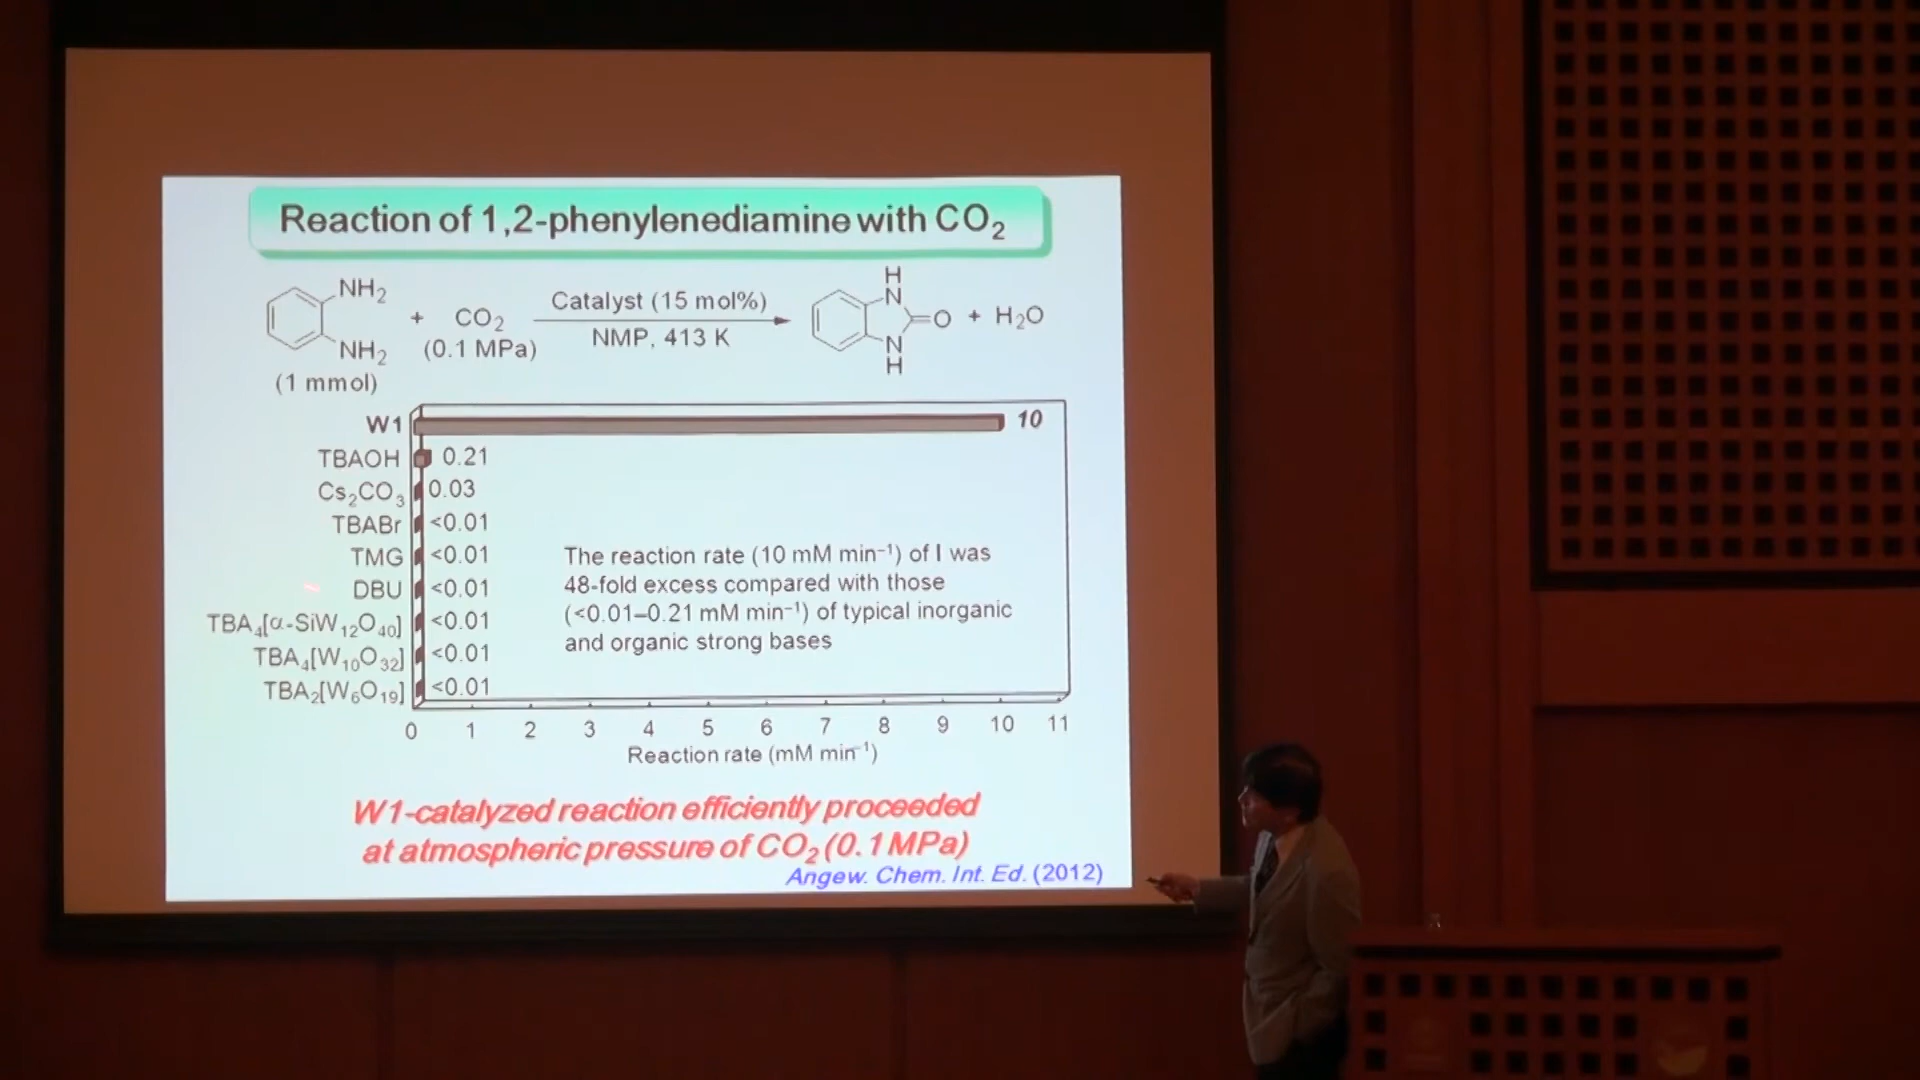 Reaction of 1,2-phenylenediamine with CO₂
NH₂
NH₂
(1 mmol)
+
CO₂
(0.1 MPa)
Catalyst (15 mol%)
NMP, 413 K
H
N
O
N
H
+ H₂O
W1
10
TBAOH
0.21
Cs₂CO₃
0.03
TBABr
<0.01
TMG
<0.01
DBU
<0.01
TBA₄[α-SiW₁₂O₄₀]
<0.01
TBA₄[W₁₀O₃₂]
<0.01
TBA₂[W₆O₁₉]
<0.01
The reaction rate (10 mM min⁻¹) of I was
48-fold excess compared with those
(<0.01–0.21 mM min⁻¹) of typical inorganic
and organic strong bases
0 1 2 3 4 5 6 7 8 9 10 11
Reaction rate (mM min⁻¹)
W1-catalyzed reaction efficiently proceeded
at atmospheric pressure of CO₂ (0.1 MPa)
Angew. Chem. Int. Ed. (2012)